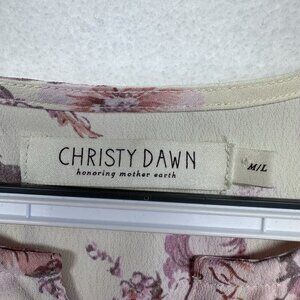 CHRISTY DAWN
honoring mother earth
M/L